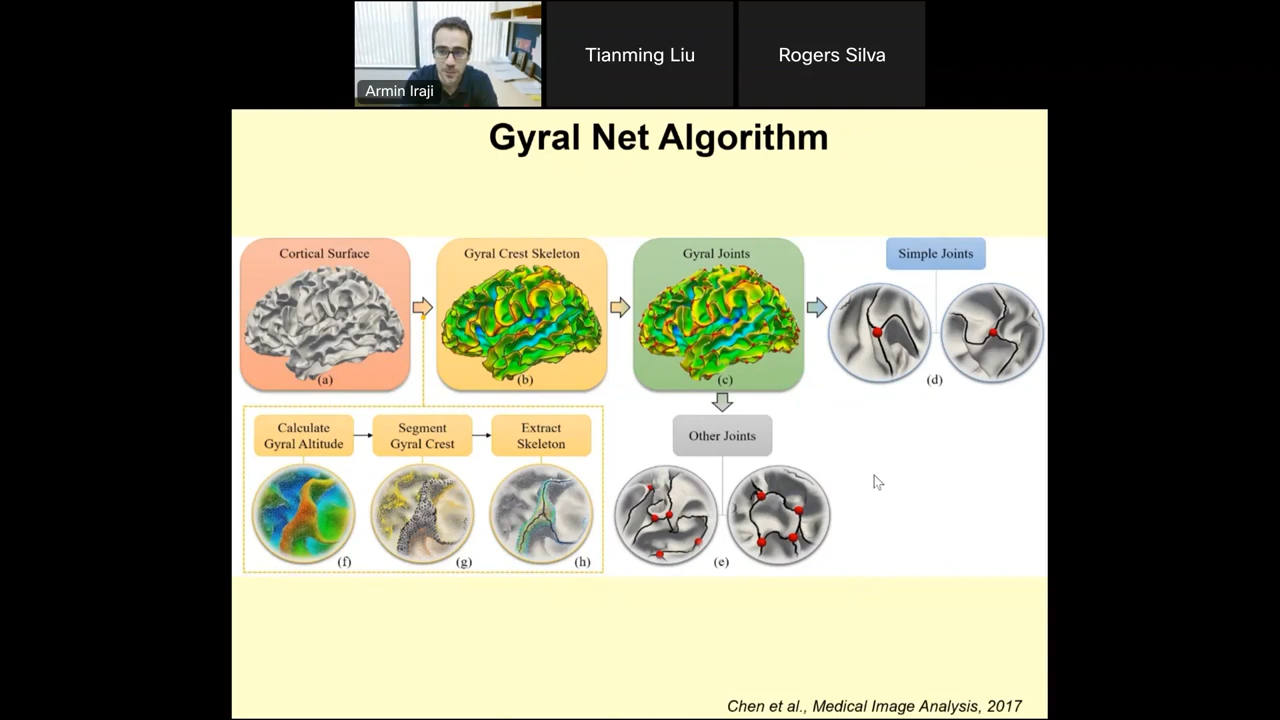 Armin Iraji
Tianming Liu
Rogers Silva
Gyral Net Algorithm
Cortical Surface
(a)
Gyral Crest Skeleton
(b)
Gyral Joints
(c)
Simple Joints
(d)
Calculate
Gyral Altitude
Segment
Gyral Crest
Extract
Skeleton
(f)
(g)
(h)
Other Joints
(e)
Chen et al., Medical Image Analysis, 2017